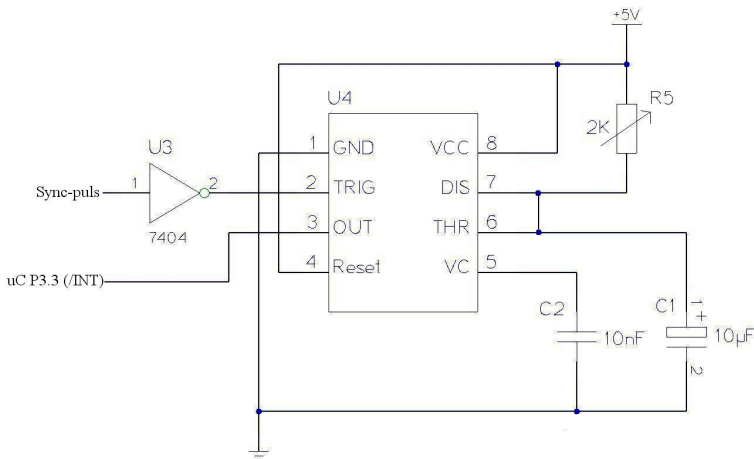 +5V
U4
R5
2K
U3
1 GND VCC 8
Sync-puls 1 2
2 TRIG DIS 7
7404
3 OUT THR 6
uC P3.3 (/INT)
4 Reset VC 5
C2
10nF
C1
1 +
10µF
2